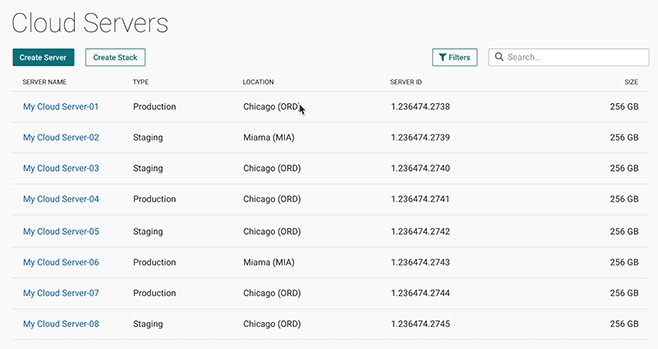 Cloud Servers
Create Server Create Stack Filters Search...
SERVER NAME TYPE LOCATION SERVER ID SIZE
My Cloud Server-01 Production Chicago (ORD) 1.236474.2738 256 GB
My Cloud Server-02 Staging Miama (MIA) 1.236474.2739 256 GB
My Cloud Server-03 Staging Chicago (ORD) 1.236474.2740 256 GB
My Cloud Server-04 Production Chicago (ORD) 1.236474.2741 256 GB
My Cloud Server-05 Staging Chicago (ORD) 1.236474.2742 256 GB
My Cloud Server-06 Production Miama (MIA) 1.236474.2743 256 GB
My Cloud Server-07 Production Chicago (ORD) 1.236474.2744 256 GB
My Cloud Server-08 Staging Chicago (ORD) 1.236474.2745 256 GB